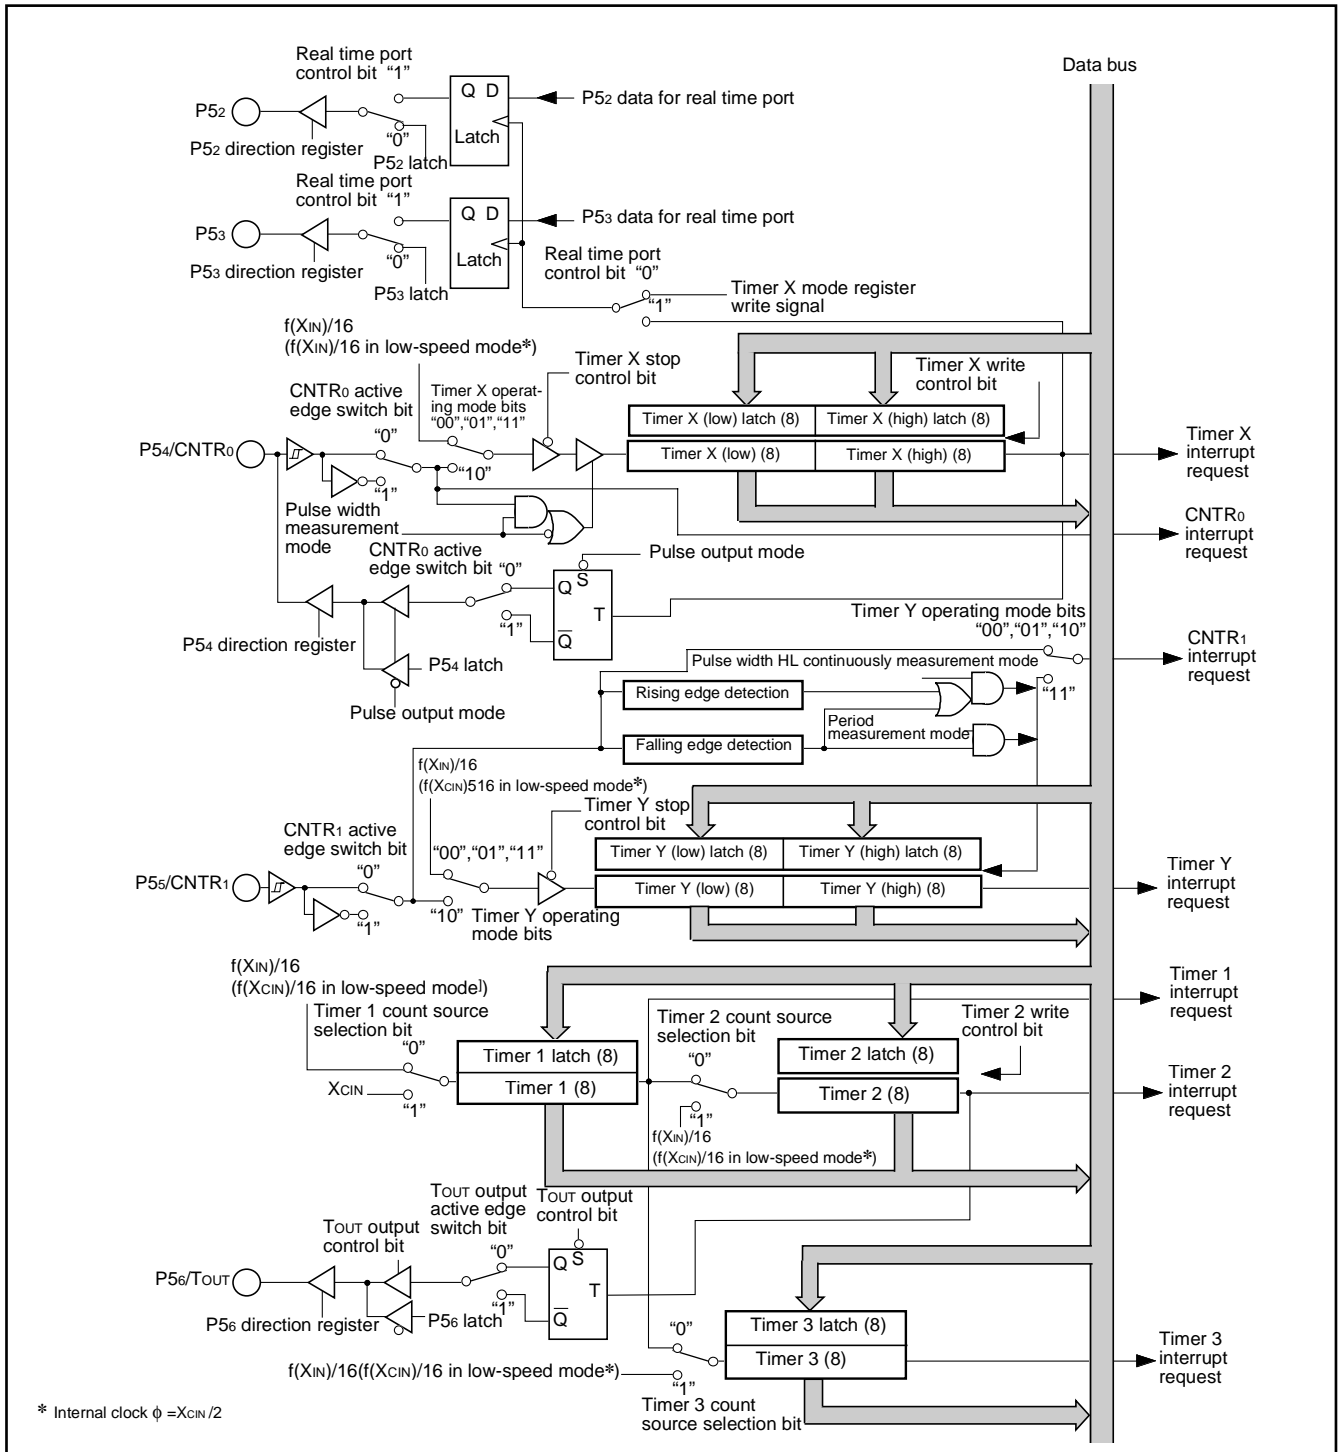 Real time port
control bit “1”
Data bus
Q D
P52 data for real time port
P52
“0”
Latch
P52 direction register
P52 latch
Real time port
control bit “1”
Q D
P53 data for real time port
P53
“0”
Latch
P53 direction register
P53 latch
Real time port
control bit “0”
“1”
Timer X mode register
write signal
f(XIN)/16
(f(XIN)/16 in low-speed mode*)
Timer X stop
control bit
Timer X write
control bit
CNTR0 active
edge switch bit
Timer X operat-
ing mode bits
“00”,“01”,“11”
Timer X (low) latch (8)
Timer X (high) latch (8)
P54/CNTR0
“0”
“10”
“1”
Timer X (low) (8)
Timer X (high) (8)
Timer X
interrupt
request
Pulse width
measurement
mode
CNTR0
interrupt
request
CNTR0 active
edge switch bit “0”
Pulse output mode
Q S
T
“1”
Q
P54 direction register
P54 latch
Pulse output mode
Timer Y operating mode bits
“00”,“01”,“10”
CNTR1
interrupt
request
Pulse width HL continuously measurement mode
Rising edge detection
“11”
Period
measurement mode
Falling edge detection
f(XIN)/16
(f(XCIN)516 in low-speed mode*)
Timer Y stop
control bit
CNTR1 active
edge switch bit
“00”,“01”,“11”
Timer Y (low) latch (8)
Timer Y (high) latch (8)
P55/CNTR1
“0”
“1”
“10”
Timer Y operating
mode bits
Timer Y (low) (8)
Timer Y (high) (8)
Timer Y
interrupt
request
f(XIN)/16
(f(XCIN)/16 in low-speed mode])
Timer 1 count source
selection bit
Timer 2 count source
selection bit
Timer 2 write
control bit
Timer 1
interrupt
request
“0”
XCIN
“1”
Timer 1 latch (8)
Timer 1 (8)
“0”
“1”
f(XIN)/16
(f(XCIN)/16 in low-speed mode*)
Timer 2 latch (8)
Timer 2 (8)
Timer 2
interrupt
request
TOUT output
active edge
switch bit
TOUT output
control bit
TOUT output
control bit
“0”
Q S
T
P56/TOUT
“1”
Q
P56 direction register
P56 latch
Timer 3 latch (8)
“0”
Timer 3 (8)
Timer 3
interrupt
request
f(XIN)/16(f(XCIN)/16 in low-speed mode*)
“1”
Timer 3 count
source selection bit
* Internal clock ϕ =XCIN /2